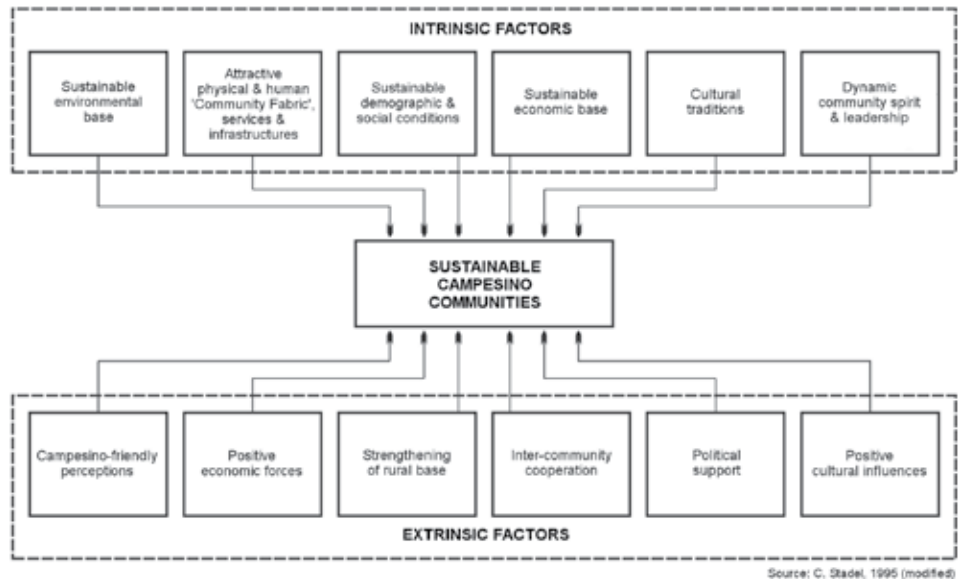 INTRINSIC FACTORS
Sustainable
environmental
base
Attractive
physical & human
'Community Fabric',
services &
infrastructures
Sustainable
demographic &
social conditions
Sustainable
economic base
Cultural
traditions
Dynamic
community spirit
& leadership
SUSTAINABLE
CAMPESINO
COMMUNITIES
Campesino-friendly
perceptions
Positive
economic forces
Strengthening
of rural base
Inter-community
cooperation
Political
support
Positive
cultural influences
EXTRINSIC FACTORS
Source: C. Stadel, 1995 (modified)